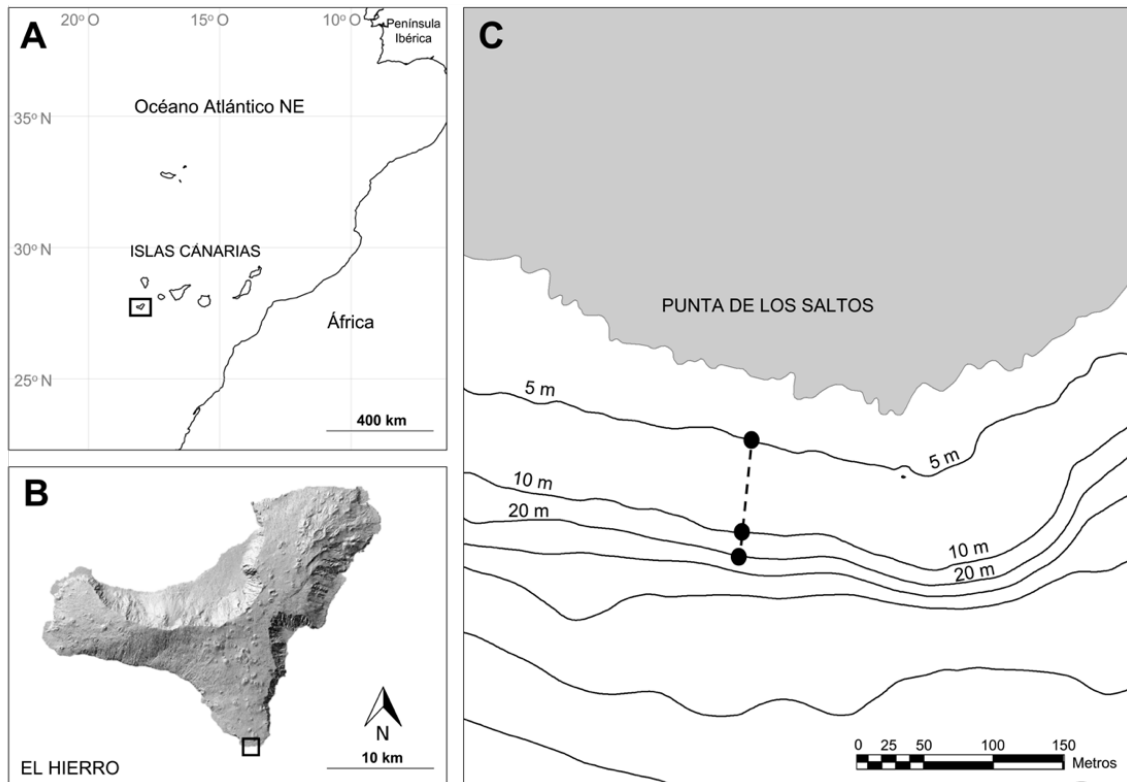 A
20º O
15º O
10º O
Península
Ibérica
Océano Atlántico NE
35º N
ISLAS CANARIAS
30º N
África
25º N
400 km
B
N
10 km
EL HIERRO
C
PUNTA DE LOS SALTOS
5 m
5 m
10 m
20 m
10 m
20 m
0 25 50 100 150
Metros